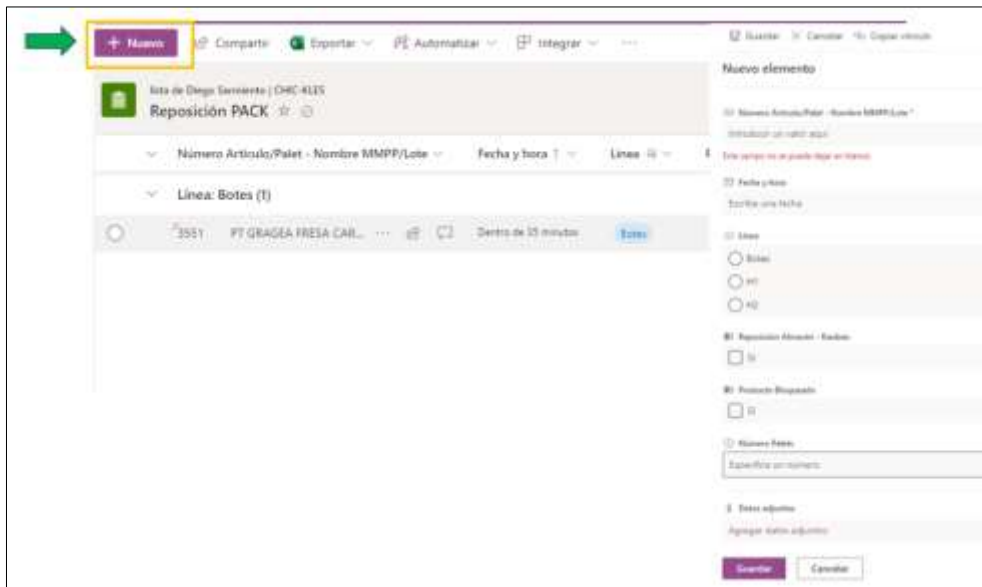 + Nuevo
Compartir
Exportar
Automatizar
Integrar
···
lista de Diego Sarmiento | CHIC-KLES
Reposición PACK
Número Artículo/Palet - Nombre MMPP/Lote
Fecha y hora ↑
Línea
Línea: Botes (1)
3551 PT GRAGEA FRESA CAR... ···
Dentro de 35 minutos
Botes
Guardar
Cancelar
Copiar vínculo
Nuevo elemento
Número Artículo/Palet - Nombre MMPP/Lote *
Introducir un valor aquí
Este campo no se puede dejar en blanco.
Fecha y hora
Escribe una fecha
Línea
Botes
H1
H2
Reposición Almacén - Kanban
Sí
Producto Bloqueado
Sí
Número Palets
Especifica un número
Datos adjuntos
Agregar datos adjuntos
Guardar
Cancelar